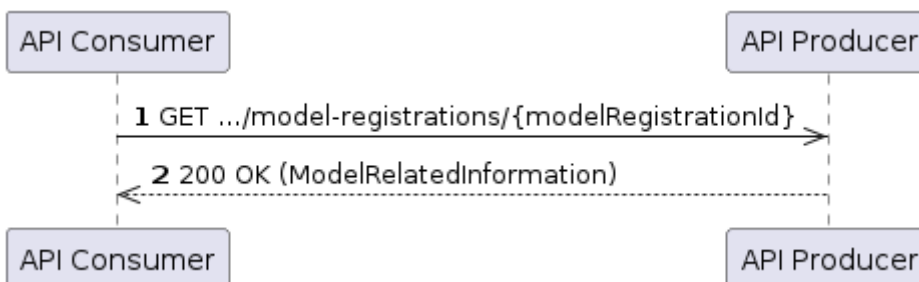 API Consumer API Producer
1 GET .../model-registrations/{modelRegistrationId}
2 200 OK (ModelRelatedInformation)
API Consumer API Producer